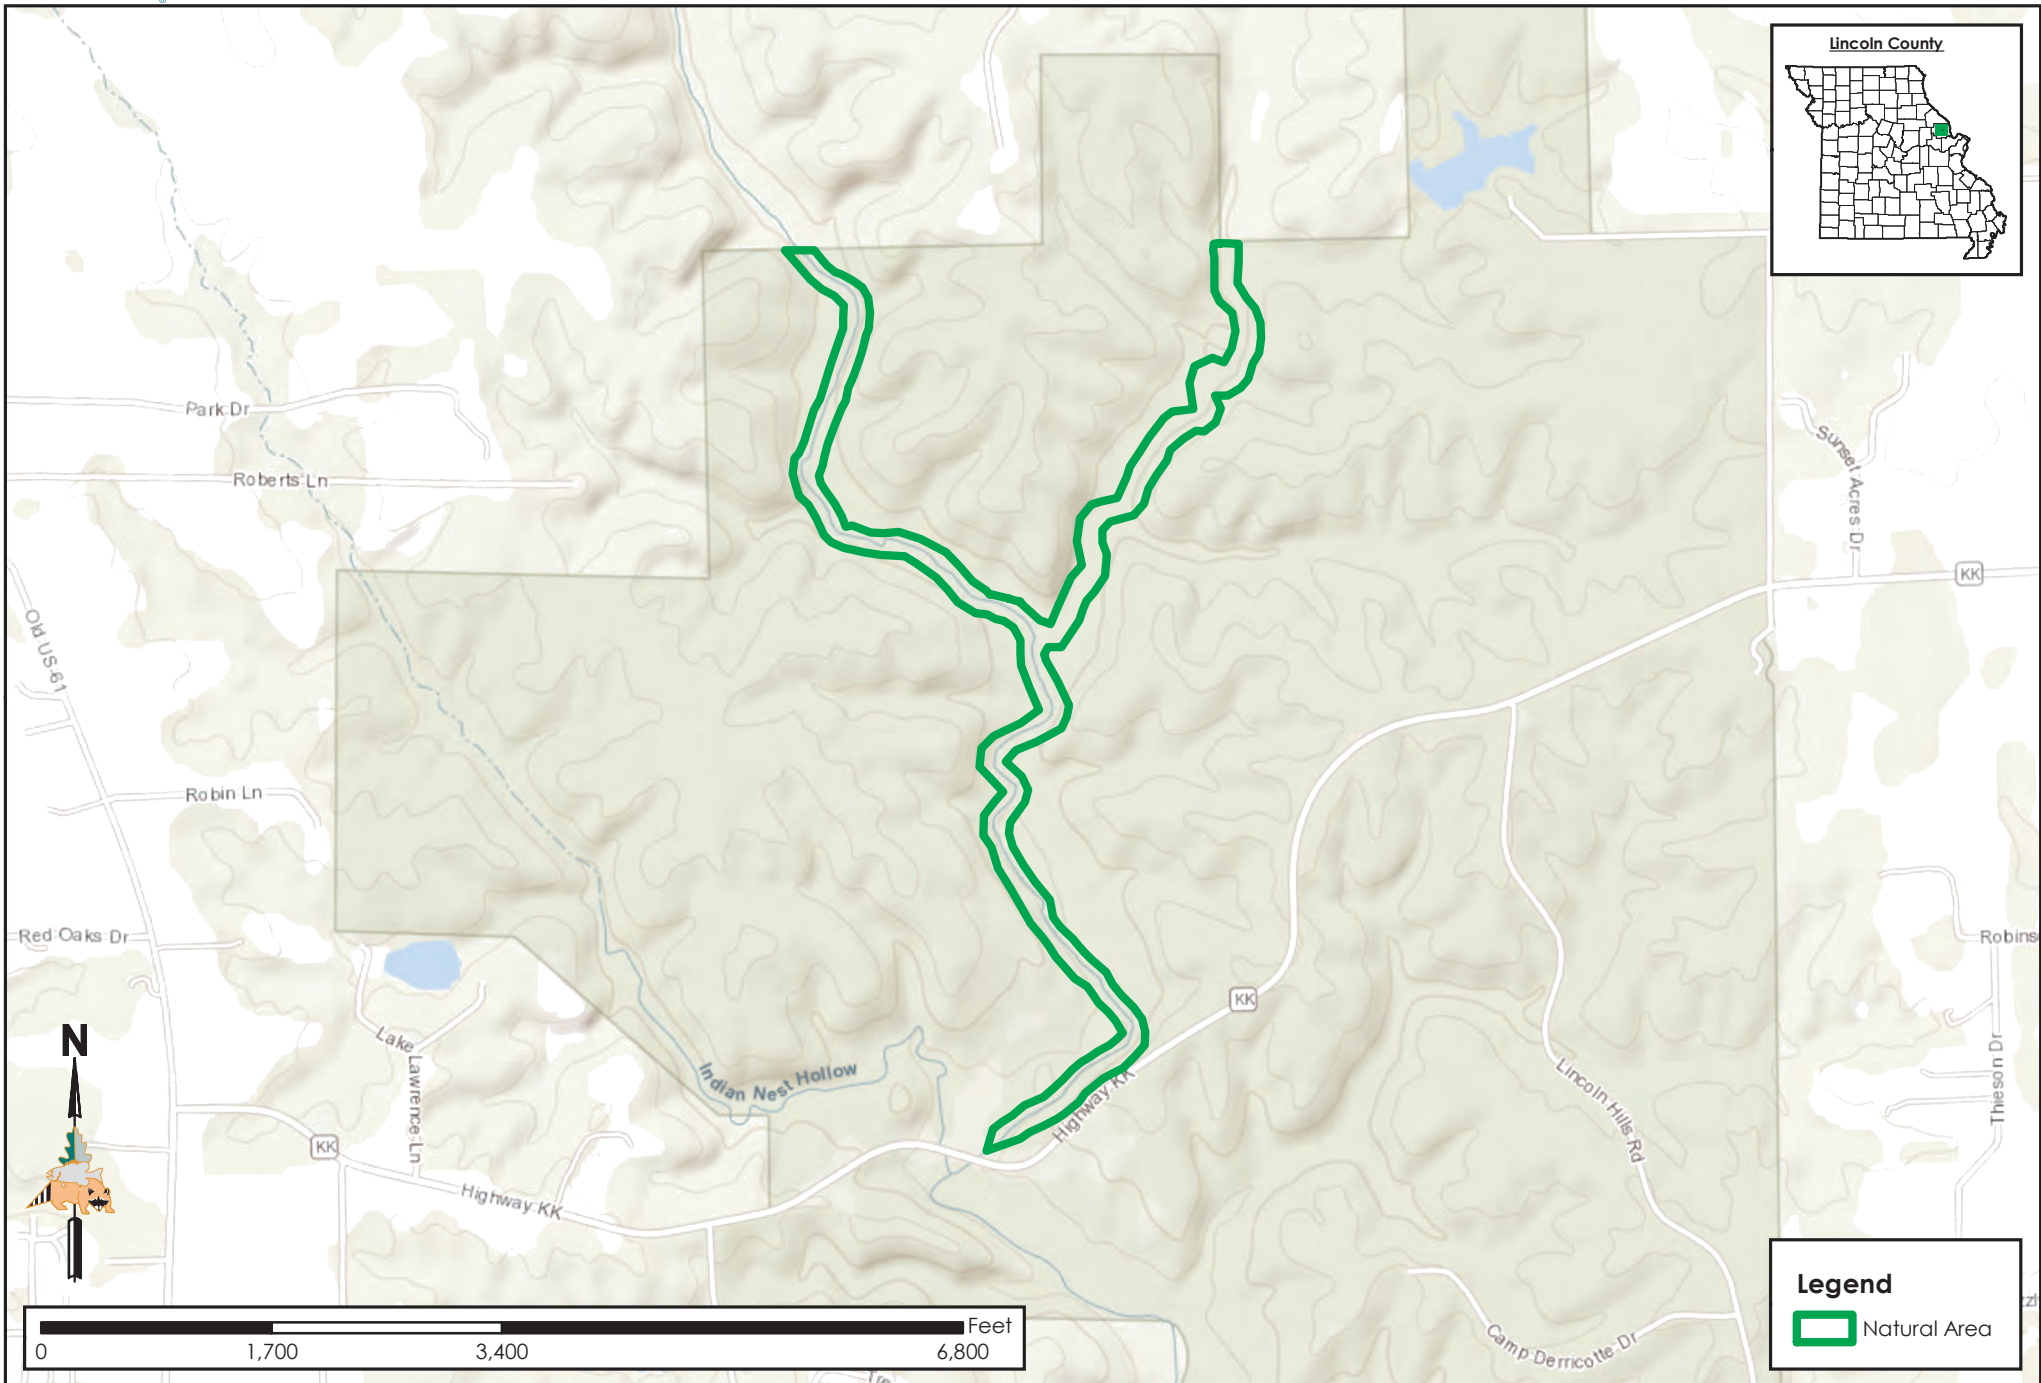 Lincoln County
Park Dr
Roberts Ln
Sunset Acres Dr
KK
Old US-61
Robin Ln
Red Oaks Dr
Robins
KK
N
Lake Lawrence Ln
Indian Nest Hollow
Highway KK
Lincoln Hills Rd
Thieson Dr
KK
Highway KK
Legend
Natural Area
Camp Derricotte Dr
Feet
0 1,700 3,400 6,800